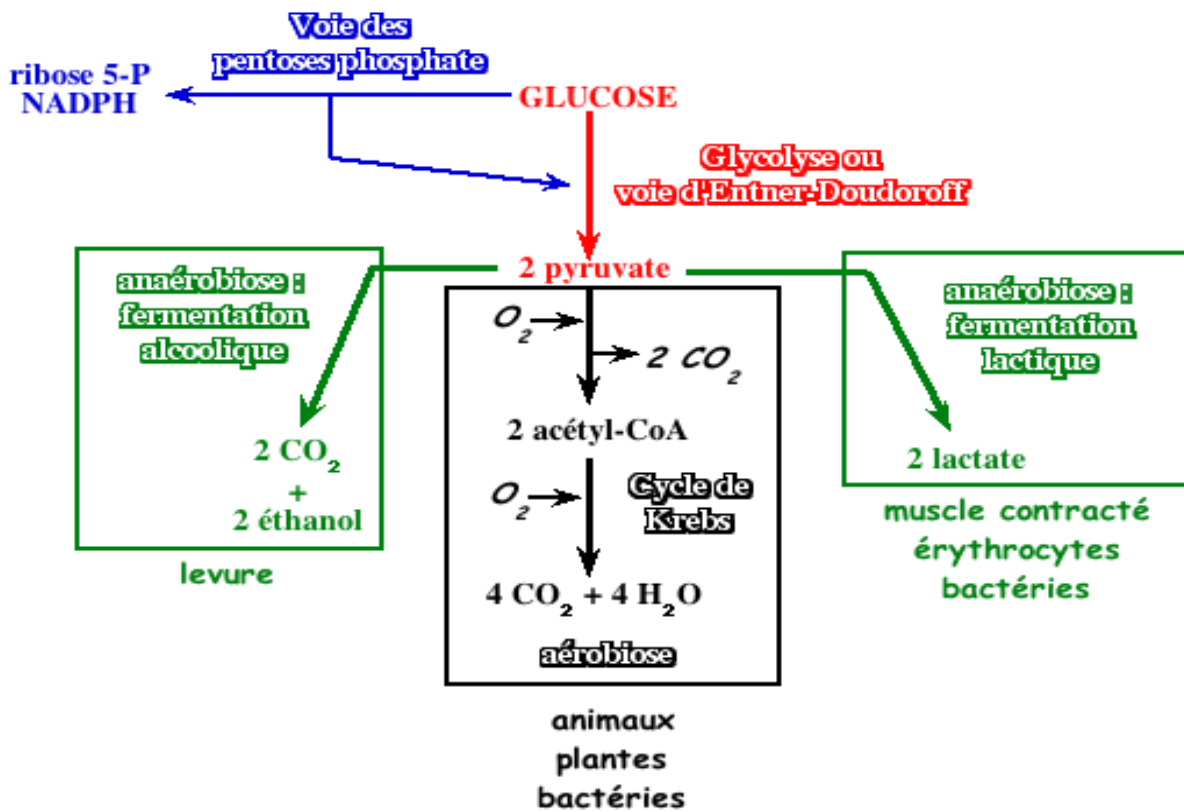 Voie des
pentoses phosphate
ribose 5-P
NADPH
GLUCOSE
Glycolyse ou
voie d'Entner-Doudoroff
2 pyruvate
anaérobiose :
fermentation
alcoolique
2 CO₂
+
2 éthanol
levure
O₂
2 CO₂
2 acétyl-CoA
O₂
Cycle de
Krebs
4 CO₂ + 4 H₂O
aérobiose
animaux
plantes
bactéries
anaérobiose :
fermentation
lactique
2 lactate
muscle contracté
érythrocytes
bactéries